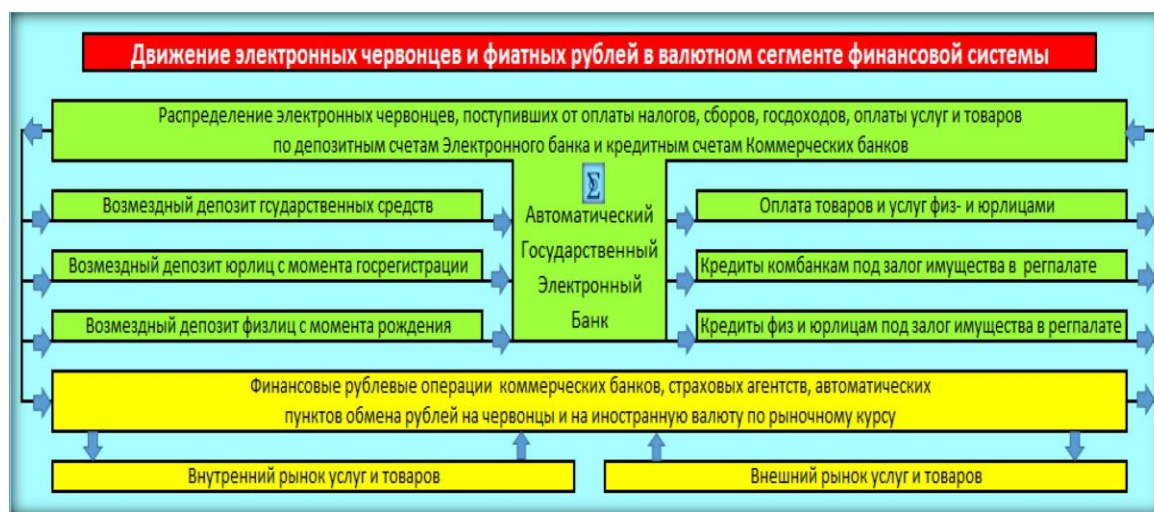 Движение электронных червонцев и фиатных рублей в валютном сегменте финансовой системы
Распределение электронных червонцев, поступивших от оплаты налогов, сборов, госдоходов, оплаты услуг и товаров
по депозитным счетам Электронного банка и кредитным счетам Коммерческих банков
Σ
Возмездный депозит гсударственных средств
Возмездный депозит юрлиц с момента госрегистрации
Возмездный депозит физлиц с момента рождения
Автоматический
Государственный
Электронный
Банк
Оплата товаров и услуг физ- и юрлицами
Кредиты комбанкам под залог имущества в регпалате
Кредиты физ и юрлицам под залог имущества в регпалате
Финансовые рублевые операции коммерческих банков, страховых агентств, автоматических
пунктов обмена рублей на червонцы и на иностранную валюту по рыночному курсу
Внутренний рынок услуг и товаров
Внешний рынок услуг и товаров